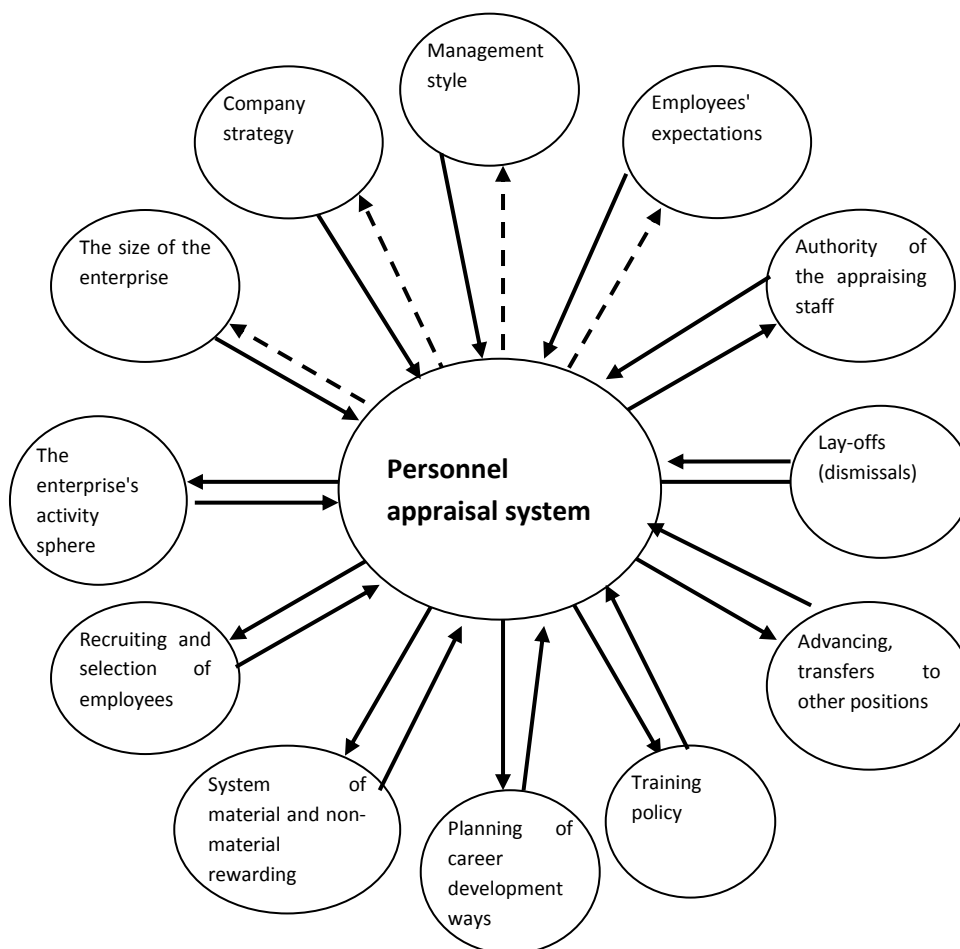 Management
style
Company
strategy
Employees'
expectations
The size of the
enterprise
Authority of
the appraising
staff
The
enterprise's
activity
sphere
Personnel
appraisal system
Lay-offs
(dismissals)
Recruiting and
selection of
employees
Advancing,
transfers to
other positions
System of
material and non-
material
rewarding
Planning of
career
development
ways
Training
policy